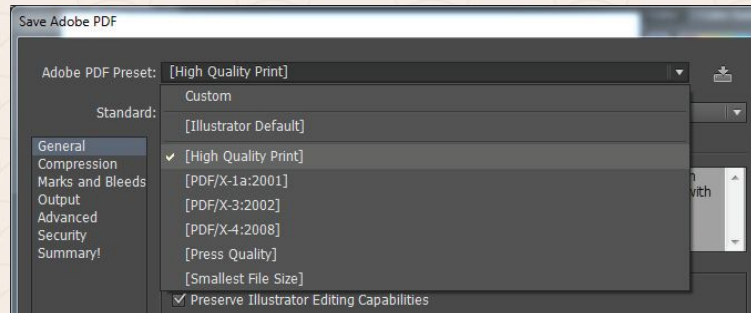 Save Adobe PDF
Adobe PDF Preset: [High Quality Print]
Custom
Standard:
[Illustrator Default]
General
[High Quality Print]
Compression
Marks and Bleeds
[PDF/X-1a:2001]
with
Output
[PDF/X-3:2002]
Advanced
Security
[PDF/X-4:2008]
Summary!
[Press Quality]
[Smallest File Size]
Preserve Illustrator Editing Capabilities